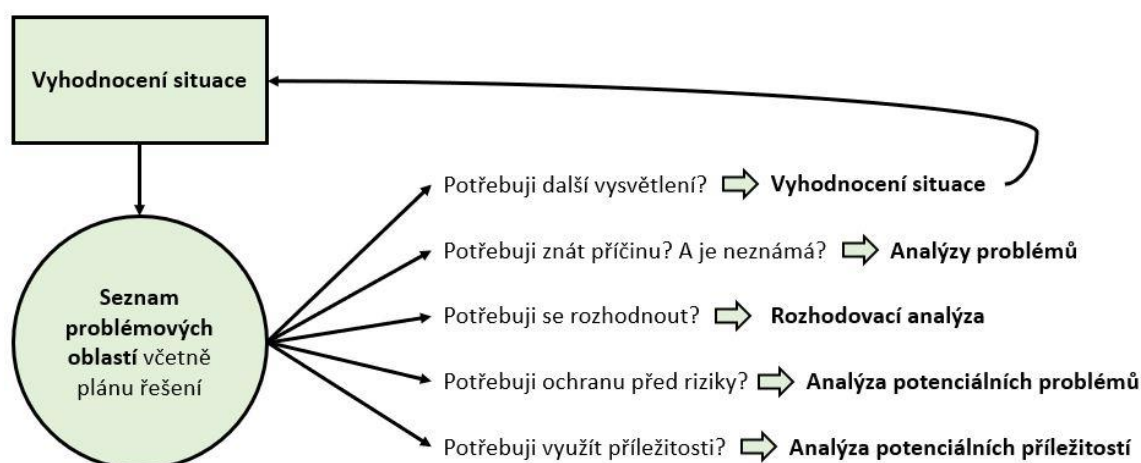 Vyhodnocení situace
Potřebuji další vysvětlení? Vyhodnocení situace
Potřebuji znát příčinu? A je neznámá? Analýzy problémů
Seznam
problémových
oblastí včetně
plánu řešení
Potřebuji se rozhodnout? Rozhodovací analýza
Potřebuji ochranu před riziky? Analýza potenciálních problémů
Potřebuji využít příležitosti? Analýza potenciálních příležitostí